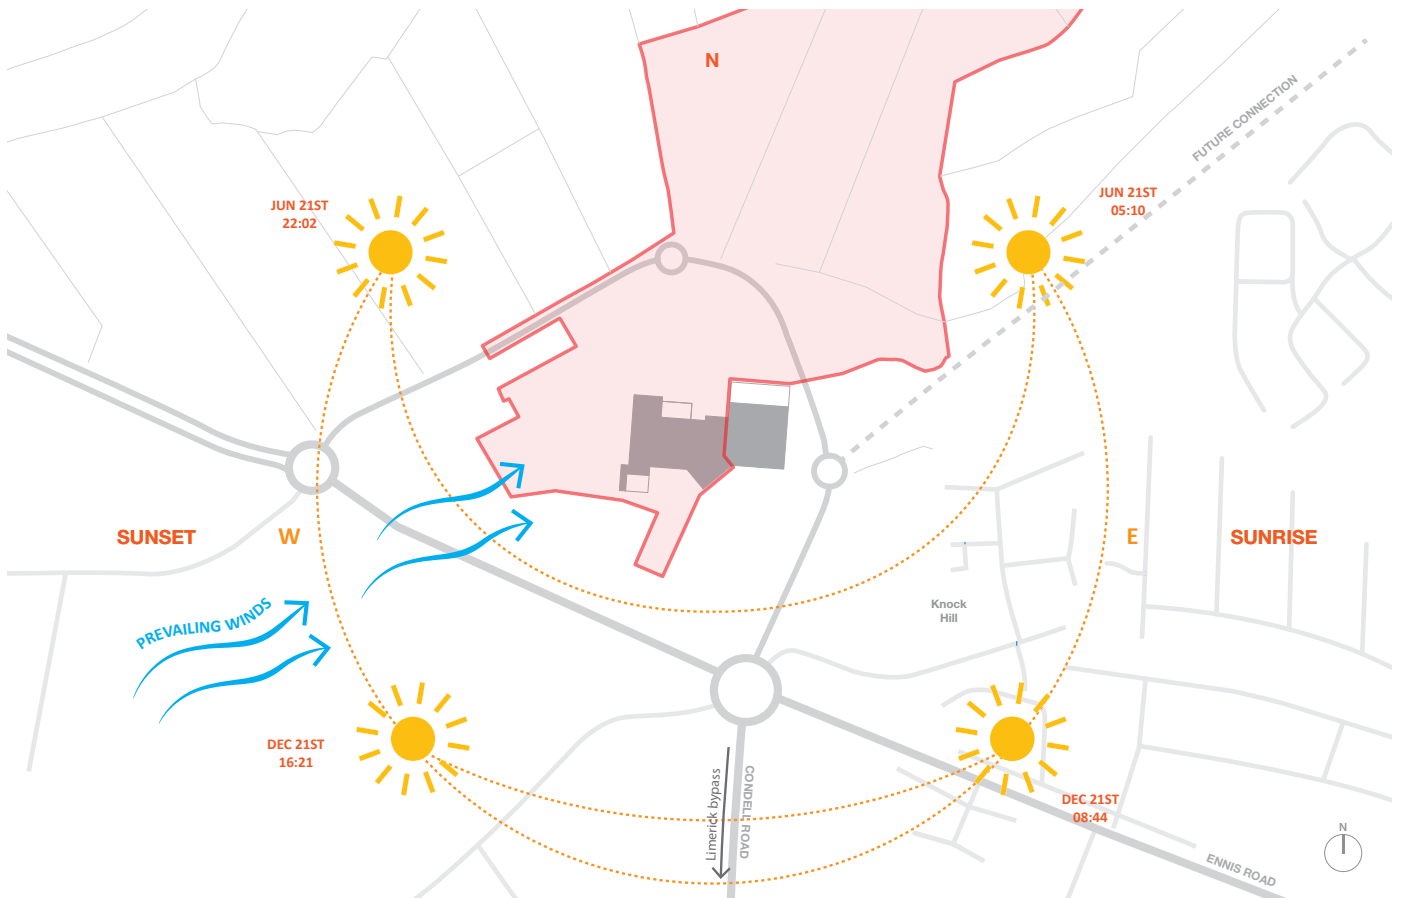 N
FUTURE CONNECTION
JUN 21ST
22:02
JUN 21ST
05:10
SUNSET
W
E
SUNRISE
PREVAILING WINDS
Knock
Hill
DEC 21ST
16:21
DEC 21ST
08:44
Limerick bypass
CONDELL ROAD
ENNIS ROAD
N